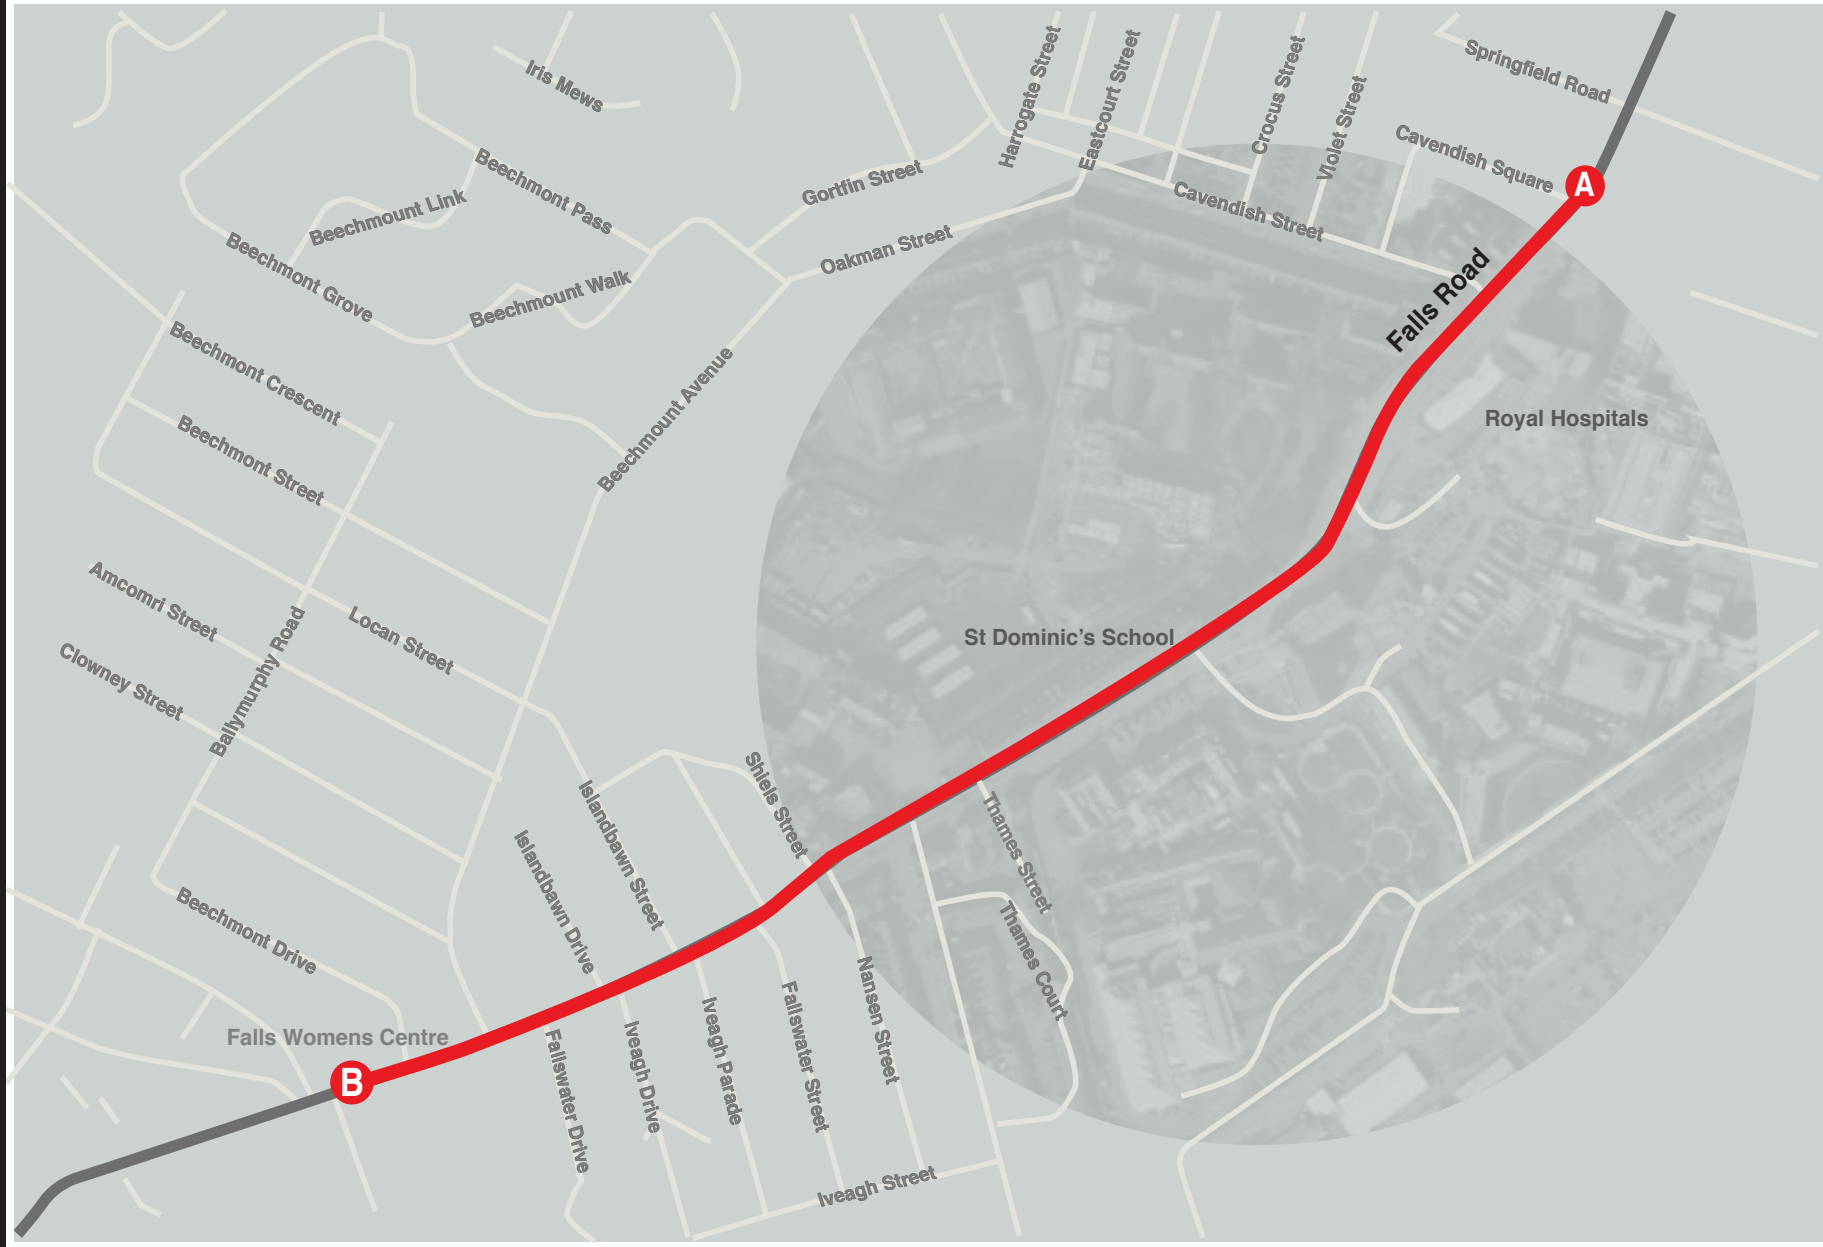 Springfield Road
Harrogate Street
Eastcourt Street
Crocus Street
Violet Street
Cavendish Square
A
Iris Mews
Beechmont Pass
Beechmount Link
Gortfin Street
Cavendish Street
Beechmont Grove
Beechmount Walk
Oakman Street
Falls Road
Beechmont Crescent
Beechmount Avenue
Royal Hospitals
Beechmont Street
Amcomri Street
Locan Street
Clowney Street
Ballymurphy Road
St Dominic’s School
Shiels Street
Islandbawn Street
Islandbawn Drive
Thames Street
Thames Court
Beechmont Drive
Nansen Street
Falls Womens Centre
B
Fallswater Drive
Iveagh Drive
Iveagh Parade
Fallswater Street
Iveagh Street